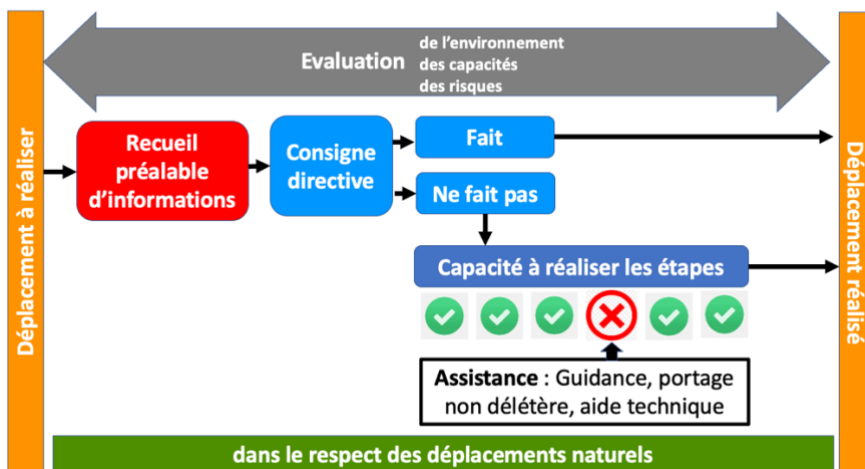 Déplacement à réaliser
Evaluation
de l'environnement
des capacités
des risques
Recueil
préalable
d'informations
Consigne
directive
Fait
Ne fait pas
Capacité à réaliser les étapes
Assistance : Guidance, portage
non délétère, aide technique
Déplacement réalisé
dans le respect des déplacements naturels